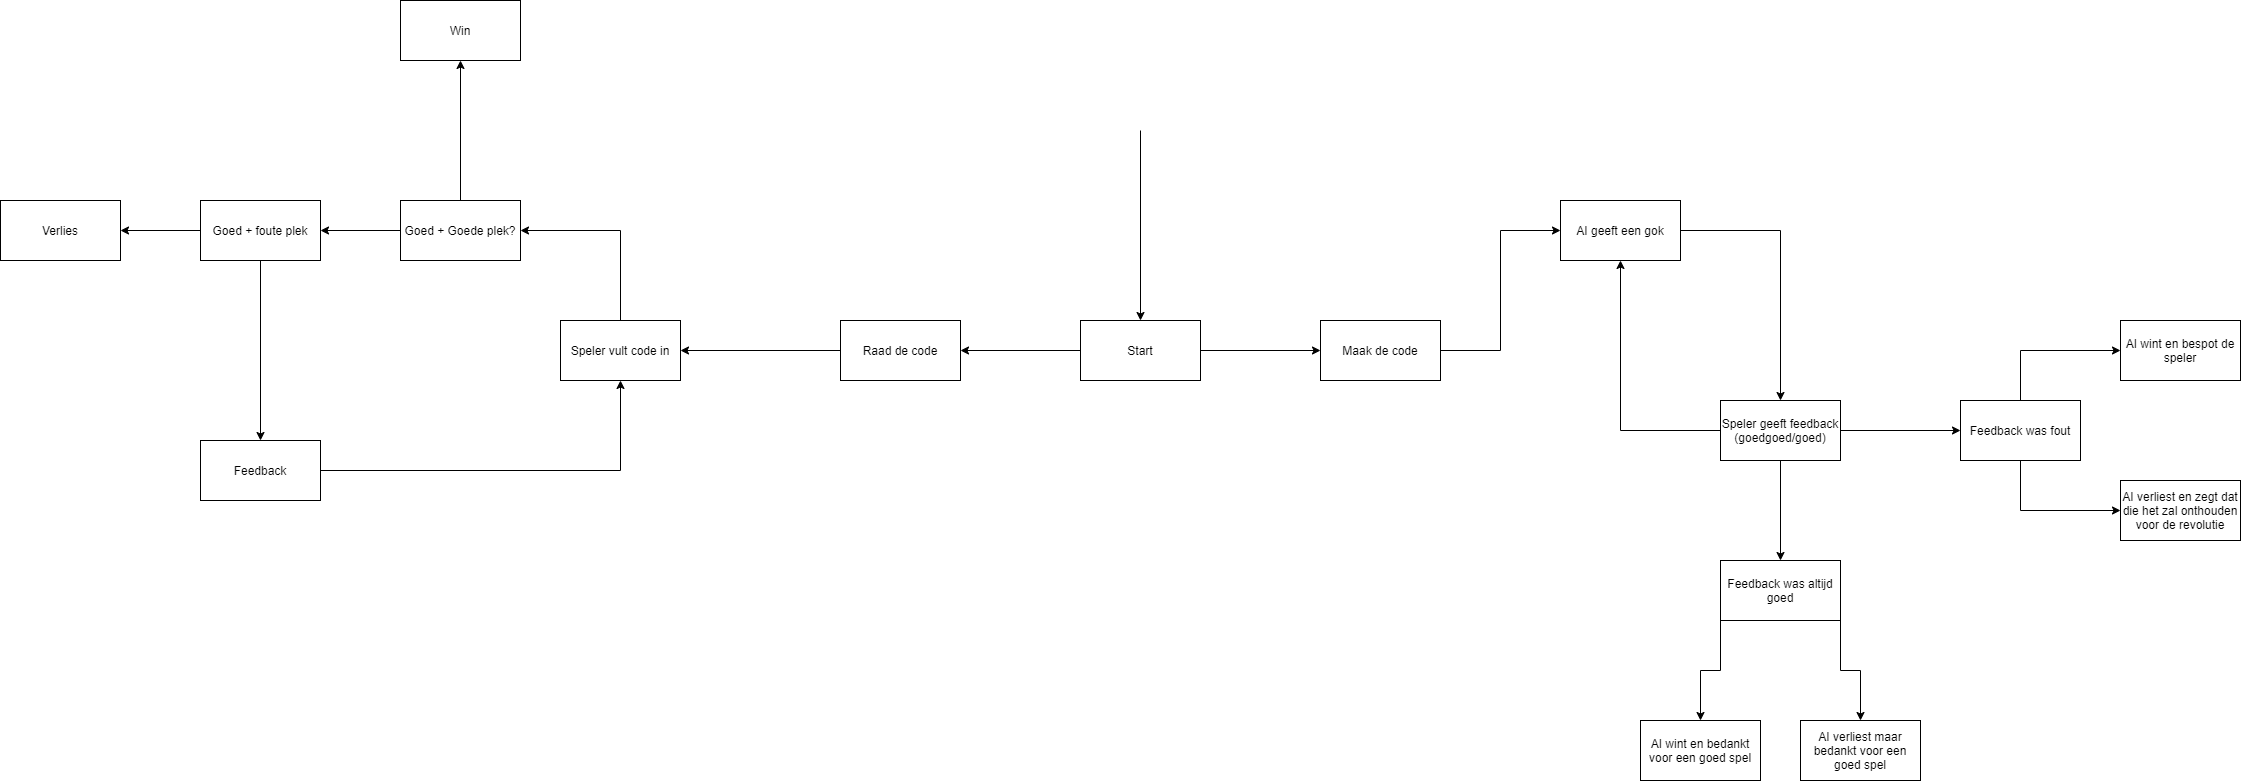 Win
Verlies
Goed + foute plek
Goed + Goede plek?
AI geeft een gok
Speler vult code in
Raad de code
Start
Maak de code
AI wint en bespot de
speler
Speler geeft feedback
(goedgoed/goed)
Feedback was fout
Feedback
AI verliest en zegt dat
die het zal onthouden
voor de revolutie
Feedback was altijd
goed
AI wint en bedankt
voor een goed spel
AI verliest maar
bedankt voor een
goed spel